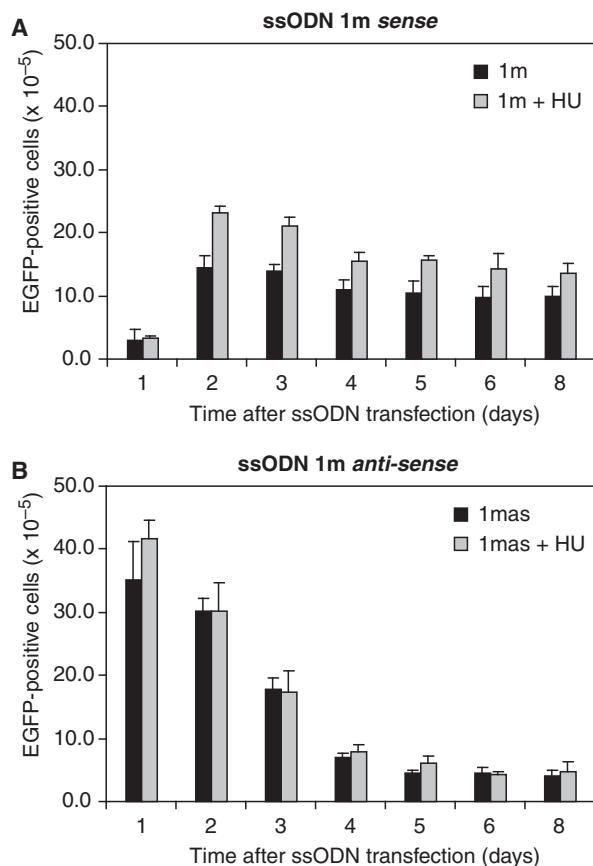 A
ssODN 1m sense
EGFP-positive cells (x 10⁻⁵)
50.0
40.0
30.0
20.0
10.0
0.0
1m
1m + HU
1 2 3 4 5 6 8
Time after ssODN transfection (days)
B
ssODN 1m anti-sense
EGFP-positive cells (x 10⁻⁵)
50.0
40.0
30.0
20.0
10.0
0.0
1mas
1mas + HU
1 2 3 4 5 6 8
Time after ssODN transfection (days)